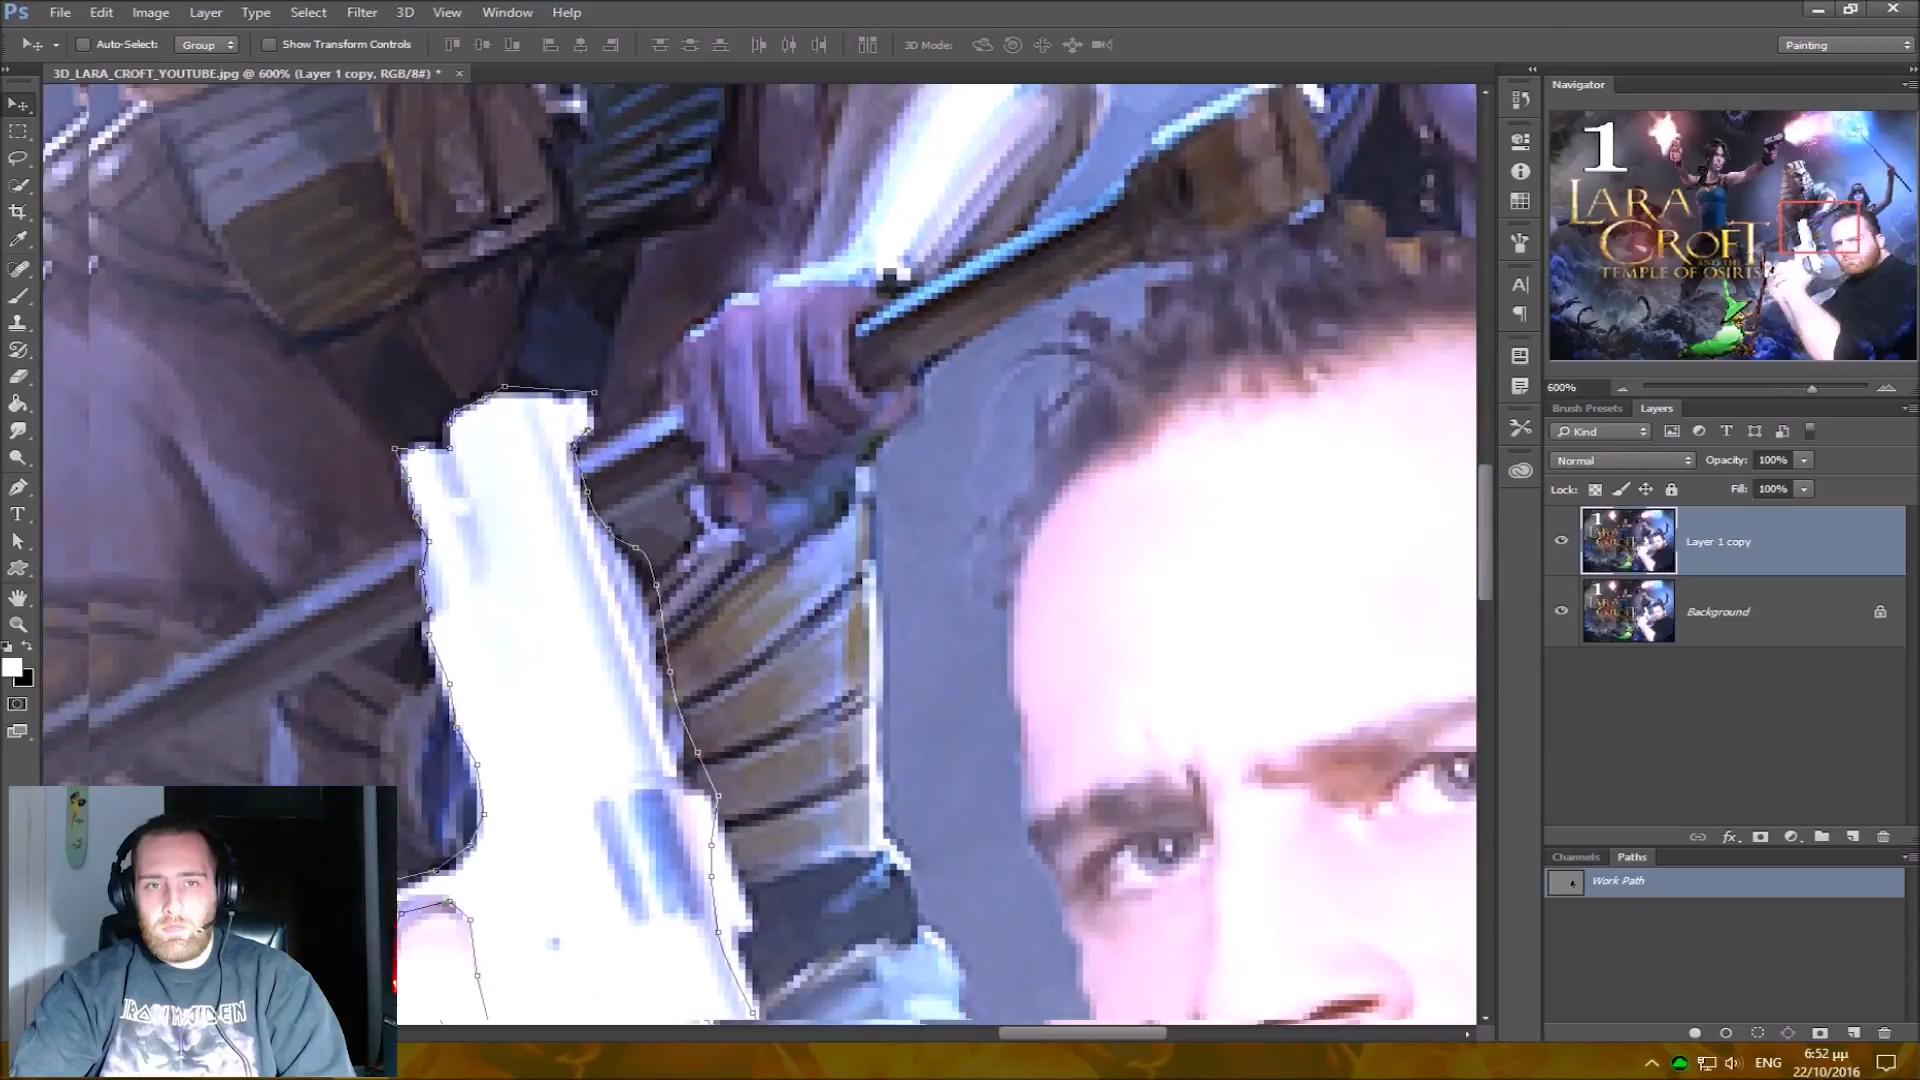 Ps File Edit Image Layer Type Select Filter 3D View Window Help
Auto-Select: Group Show Transform Controls 3D Mode: Painting
3D_LARA_CROFT_YOUTUBE.jpg @ 600% (Layer 1 copy, RGB/8#) * ×
Navigator
1
LARA
CROFT
AND THE
TEMPLE OF OSIRIS
600%
Brush Presets Layers
Kind
Normal Opacity: 100%
Lock: Fill: 100%
Layer 1 copy
Background
fx
Channels Paths
Work Path
IRON MAIDEN
ENG
6:52 μμ
22/10/2016